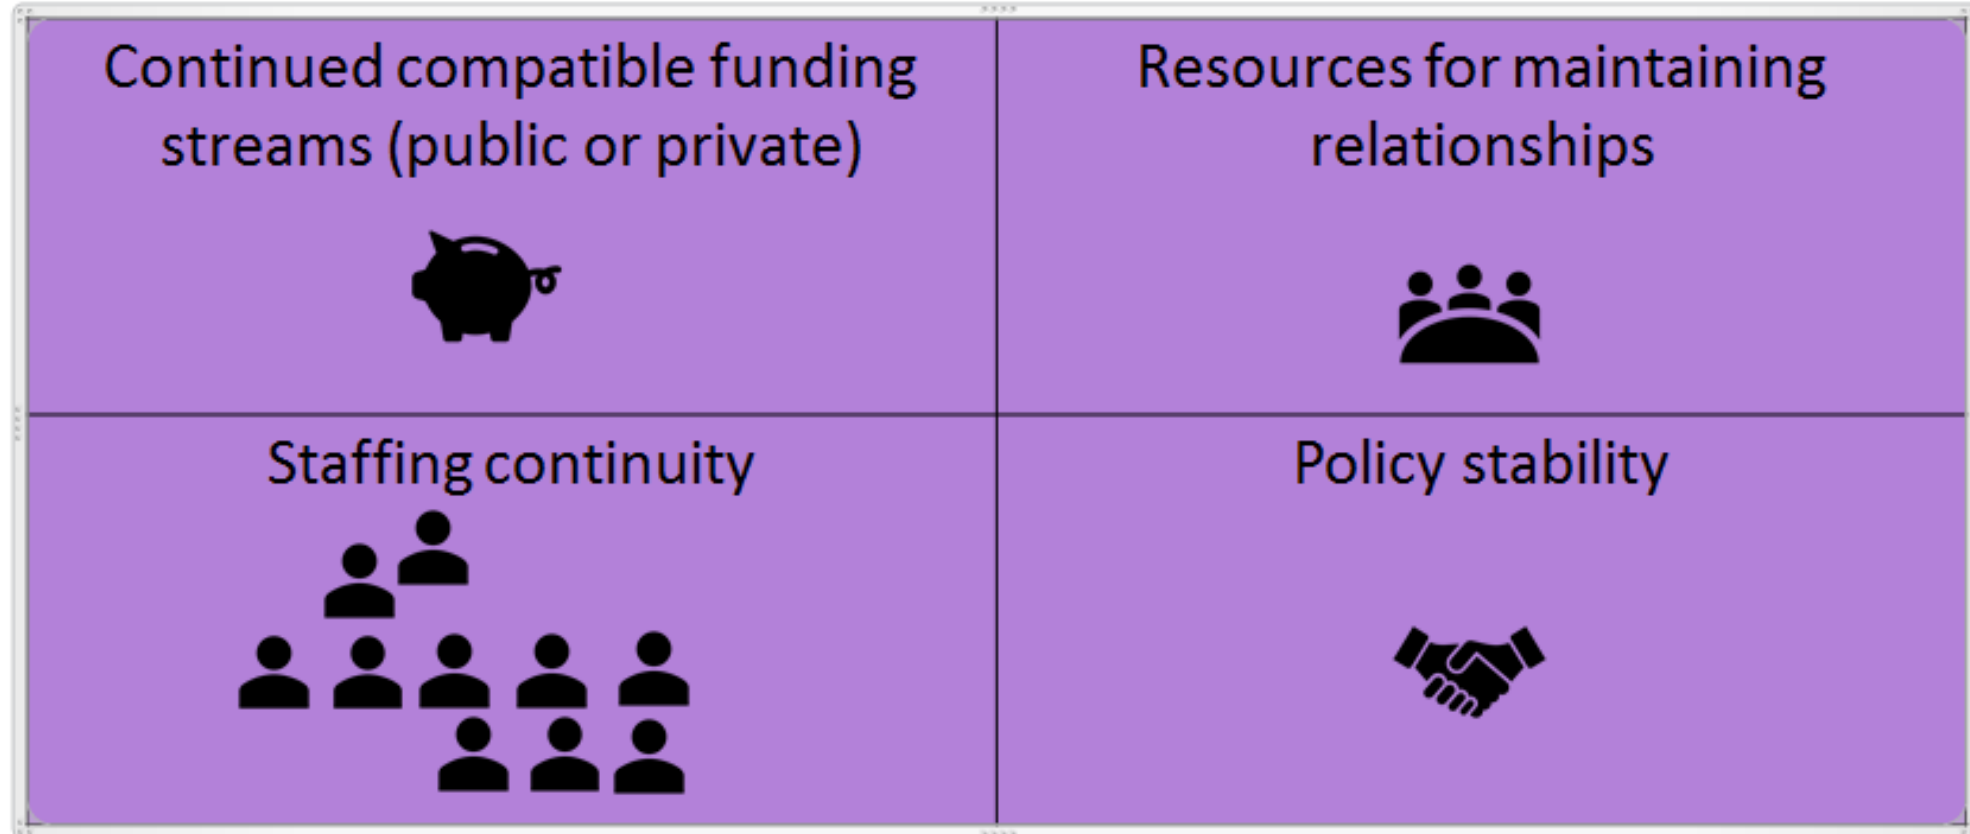 Continued compatible funding
streams (public or private)
Resources for maintaining
relationships
Staffing continuity
Policy stability